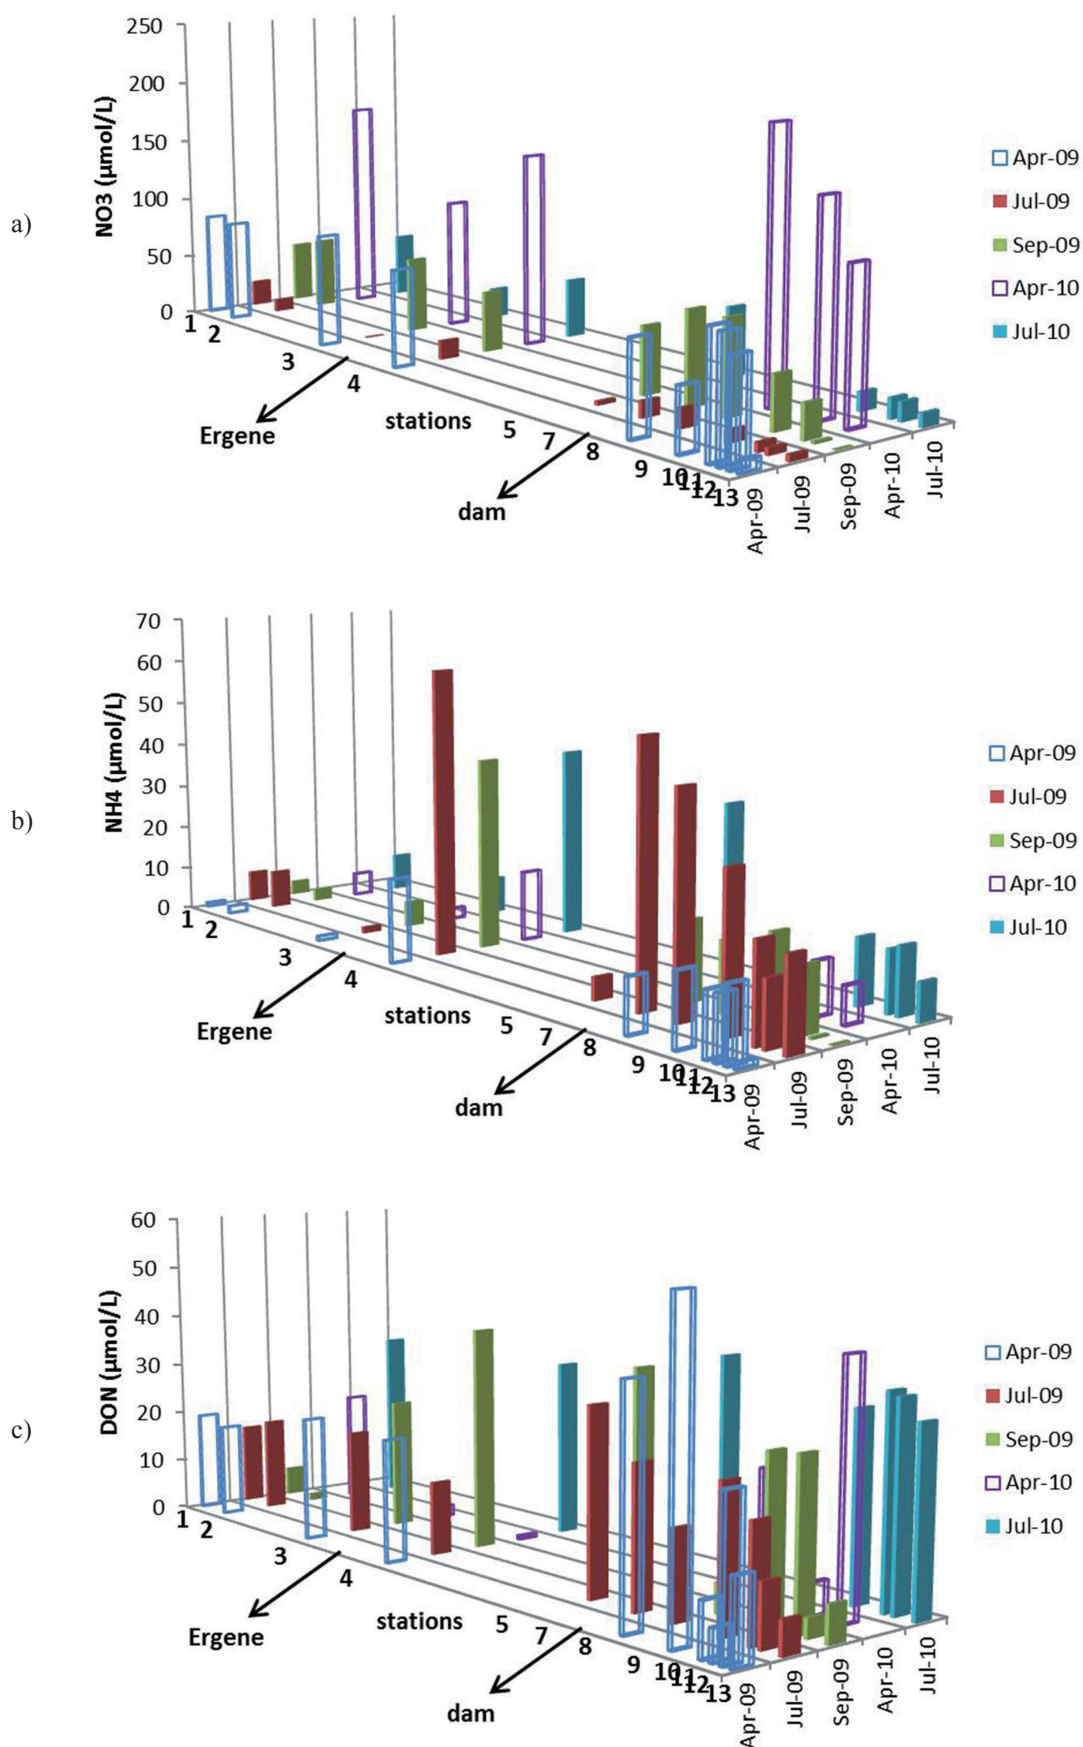 a)
NO3 (µmol/L)
250
200
150
100
50
0
1
2
3
4
5
7
8
9
10
11
12
13
Ergene
stations
dam
Apr-09
Jul-09
Sep-09
Apr-10
Jul-10
Apr-09
Jul-09
Sep-09
Apr-10
Jul-10
b)
NH4 (µmol/L)
70
60
50
40
30
20
10
0
1
2
3
4
5
7
8
9
10
11
12
13
Ergene
stations
dam
Apr-09
Jul-09
Sep-09
Apr-10
Jul-10
Apr-09
Jul-09
Sep-09
Apr-10
Jul-10
c)
DON (µmol/L)
60
50
40
30
20
10
0
1
2
3
4
5
7
8
9
10
11
12
13
Ergene
stations
dam
Apr-09
Jul-09
Sep-09
Apr-10
Jul-10
Apr-09
Jul-09
Sep-09
Apr-10
Jul-10